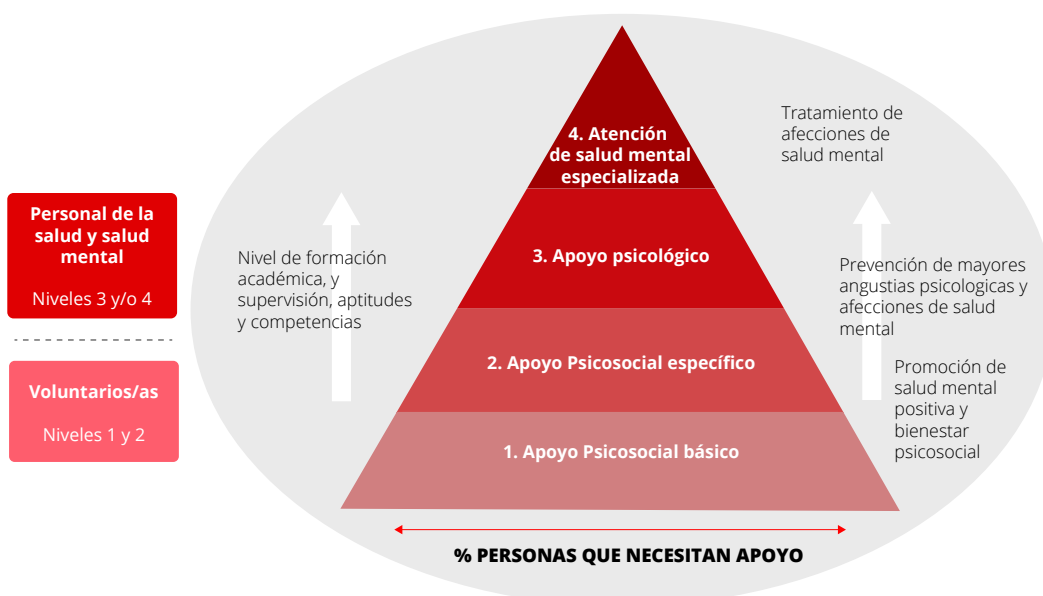 4. Atención
de salud mental
especializada
3. Apoyo psicológico
2. Apoyo Psicosocial específico
1. Apoyo Psicosocial básico
Personal de la
salud y salud
mental
Niveles 3 y/o 4
Voluntarios/as
Niveles 1 y 2
Nivel de formación
académica, y
supervisión, aptitudes
y competencias
Tratamiento de
afecciones de
salud mental
Prevención de mayores
angustias psicologicas y
afecciones de salud
mental
Promoción de
salud mental
positiva y
bienestar
psicosocial
% PERSONAS QUE NECESITAN APOYO